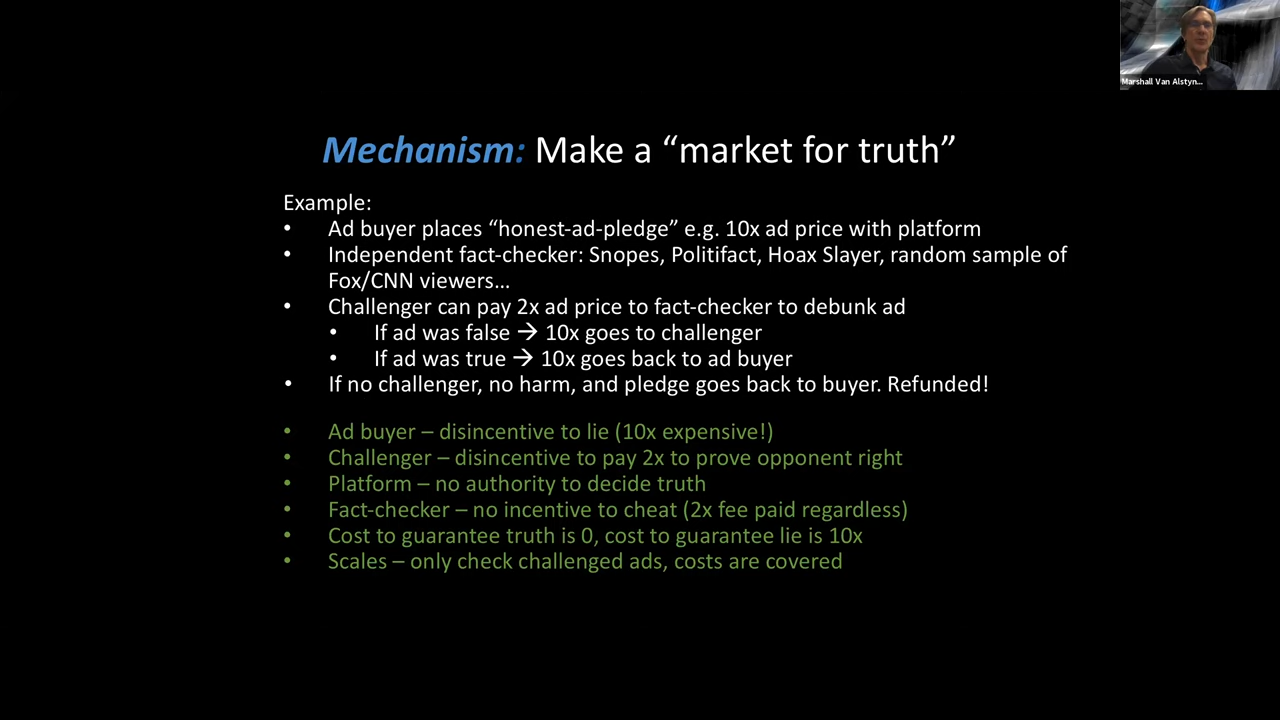 Marshall Van Alstyn...
Mechanism: Make a “market for truth”
Example:
• Ad buyer places “honest-ad-pledge” e.g. 10x ad price with platform
• Independent fact-checker: Snopes, Politifact, Hoax Slayer, random sample of
Fox/CNN viewers...
• Challenger can pay 2x ad price to fact-checker to debunk ad
• If ad was false → 10x goes to challenger
• If ad was true → 10x goes back to ad buyer
• If no challenger, no harm, and pledge goes back to buyer. Refunded!
• Ad buyer – disincentive to lie (10x expensive!)
• Challenger – disincentive to pay 2x to prove opponent right
• Platform – no authority to decide truth
• Fact-checker – no incentive to cheat (2x fee paid regardless)
• Cost to guarantee truth is 0, cost to guarantee lie is 10x
• Scales – only check challenged ads, costs are covered